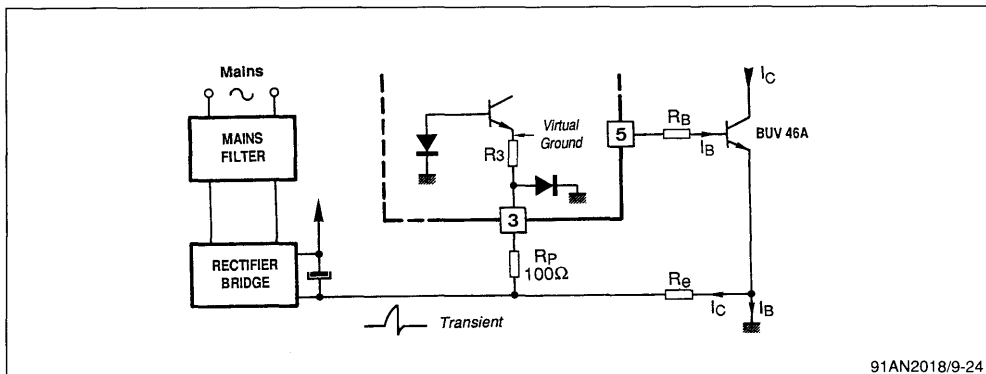 Mains
MAINS
FILTER
RECTIFIER
BRIDGE
Virtual
Ground
R3
3
RP
100Ω
5
RB
IB
IC
BUV 46A
Re
IC
IB
Transient
91AN2018/9-24